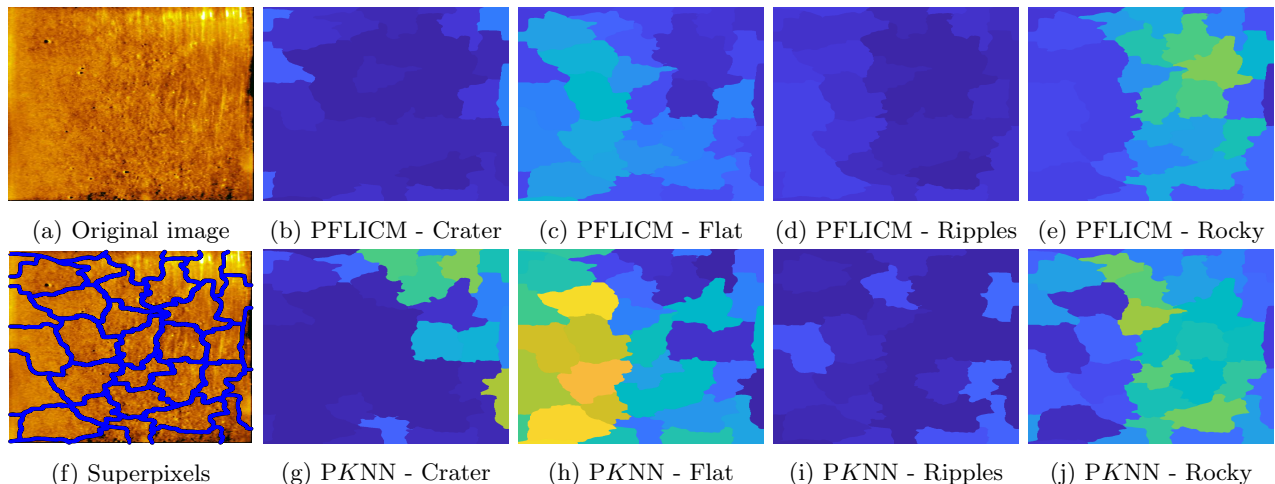 (a) Original image
(b) PFLICM - Crater
(c) PFLICM - Flat
(d) PFLICM - Ripples
(e) PFLICM - Rocky
(f) Superpixels
(g) PKNN - Crater
(h) PKNN - Flat
(i) PKNN - Ripples
(j) PKNN - Rocky